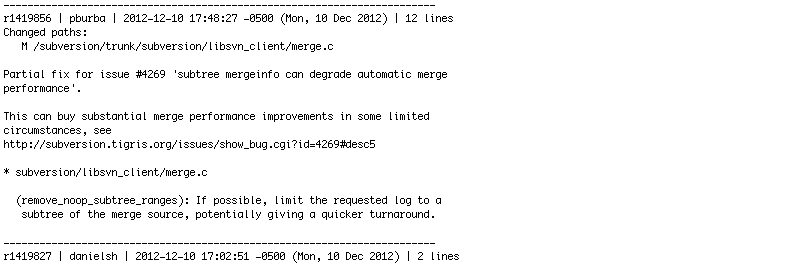 ------------------------------------------------------------------------
r1419856 | pburba | 2012-12-10 17:48:27 -0500 (Mon, 10 Dec 2012) | 12 lines
Changed paths:
   M /subversion/trunk/subversion/libsvn_client/merge.c

Partial fix for issue #4269 'subtree mergeinfo can degrade automatic merge
performance'.

This can buy substantial merge performance improvements in some limited
circumstances, see
http://subversion.tigris.org/issues/show_bug.cgi?id=4269#desc5

* subversion/libsvn_client/merge.c

  (remove_noop_subtree_ranges): If possible, limit the requested log to a
   subtree of the merge source, potentially giving a quicker turnaround.

------------------------------------------------------------------------
r1419827 | danielsh | 2012-12-10 17:02:51 -0500 (Mon, 10 Dec 2012) | 2 lines